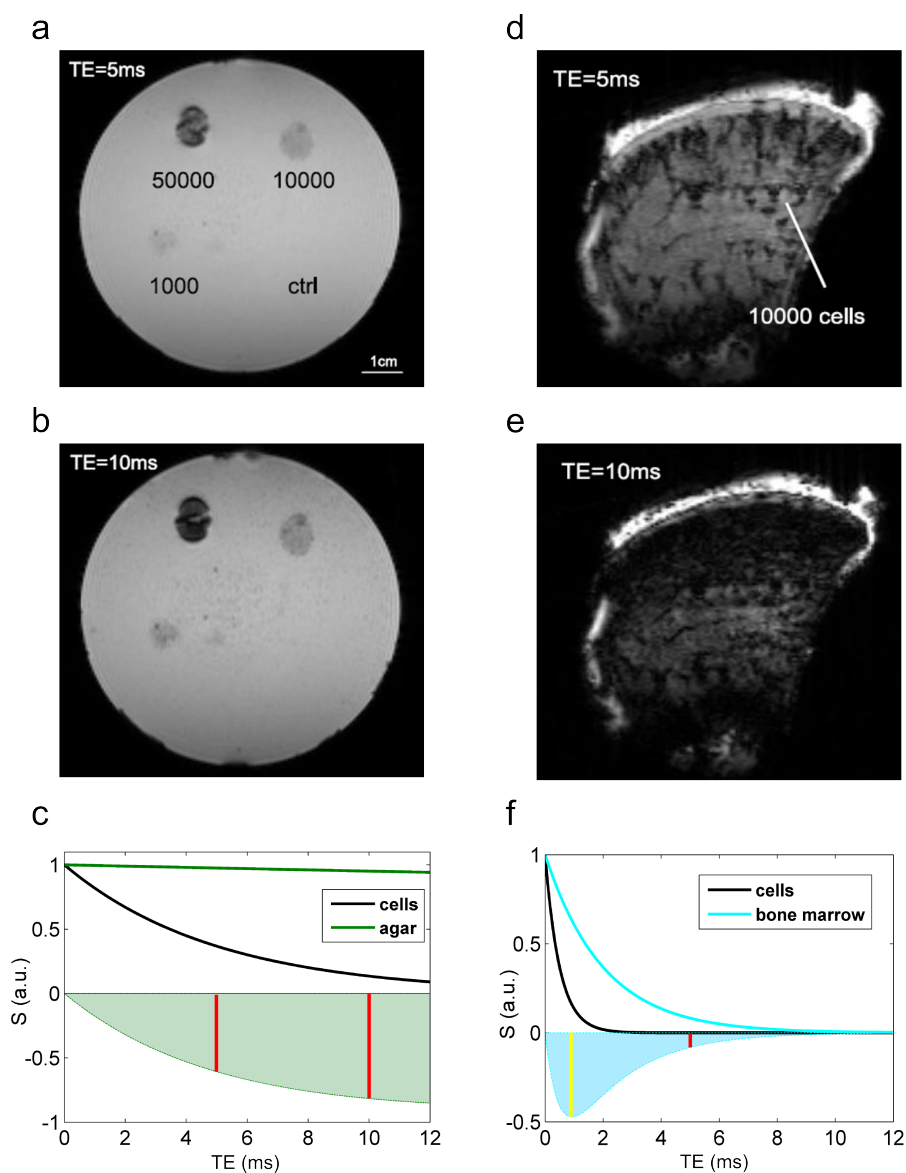 a
TE=5ms
50000
10000
1000
ctrl
1cm
b
TE=10ms
c
1
0.5
0
-0.5
-1
S (a.u.)
cells
agar
0
2
4
6
8
10
12
TE (ms)
d
TE=5ms
10000 cells
e
TE=10ms
f
1
0.5
0
-0.5
S (a.u.)
cells
bone marrow
0
2
4
6
8
10
12
TE (ms)